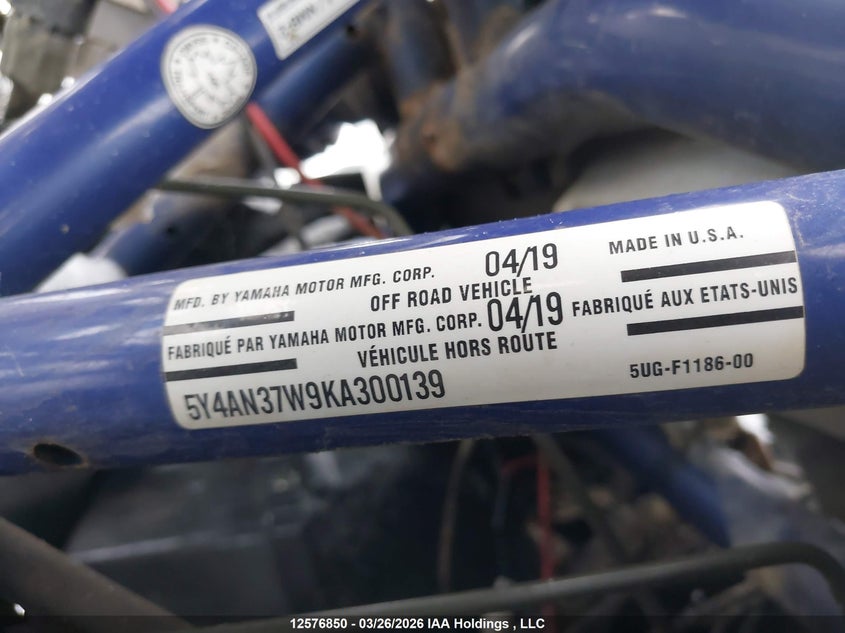 MFD. BY YAMAHA MOTOR MFG. CORP. 04/19 MADE IN U.S.A.
OFF ROAD VEHICLE
FABRIQUÉ PAR YAMAHA MOTOR MFG. CORP. 04/19 FABRIQUÉ AUX ETATS-UNIS
VÉHICULE HORS ROUTE
5Y4AN37W9KA300139 5UG-F1186-00
12576850 - 03/26/2026 IAA Holdings , LLC